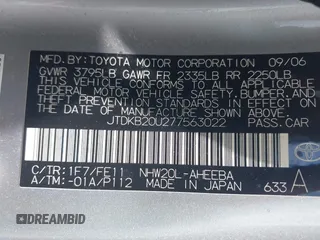 MFD.BY:TOYOTA MOTOR CORPORATION 09/06
GVWR 3795LB GAWR FR 2335LB RR 2250LB
THIS VEHICLE CONFORMS TO ALL APPLICABLE
FEDERAL MOTOR VEHICLE SAFETY, BUMPER, AND
THEFT PREVENTION STANDARDS IN EFFECT ON THE
DATE OF MANUFACTURE SHOWN ABOVE.
JTDKB20U277563022 PASS.CAR
C/TR:1F7/FE11 NHW20L-AHEEBA
A/TM:-01A/P112 MADE IN JAPAN 633 A
TOYOTA
autobidmaster